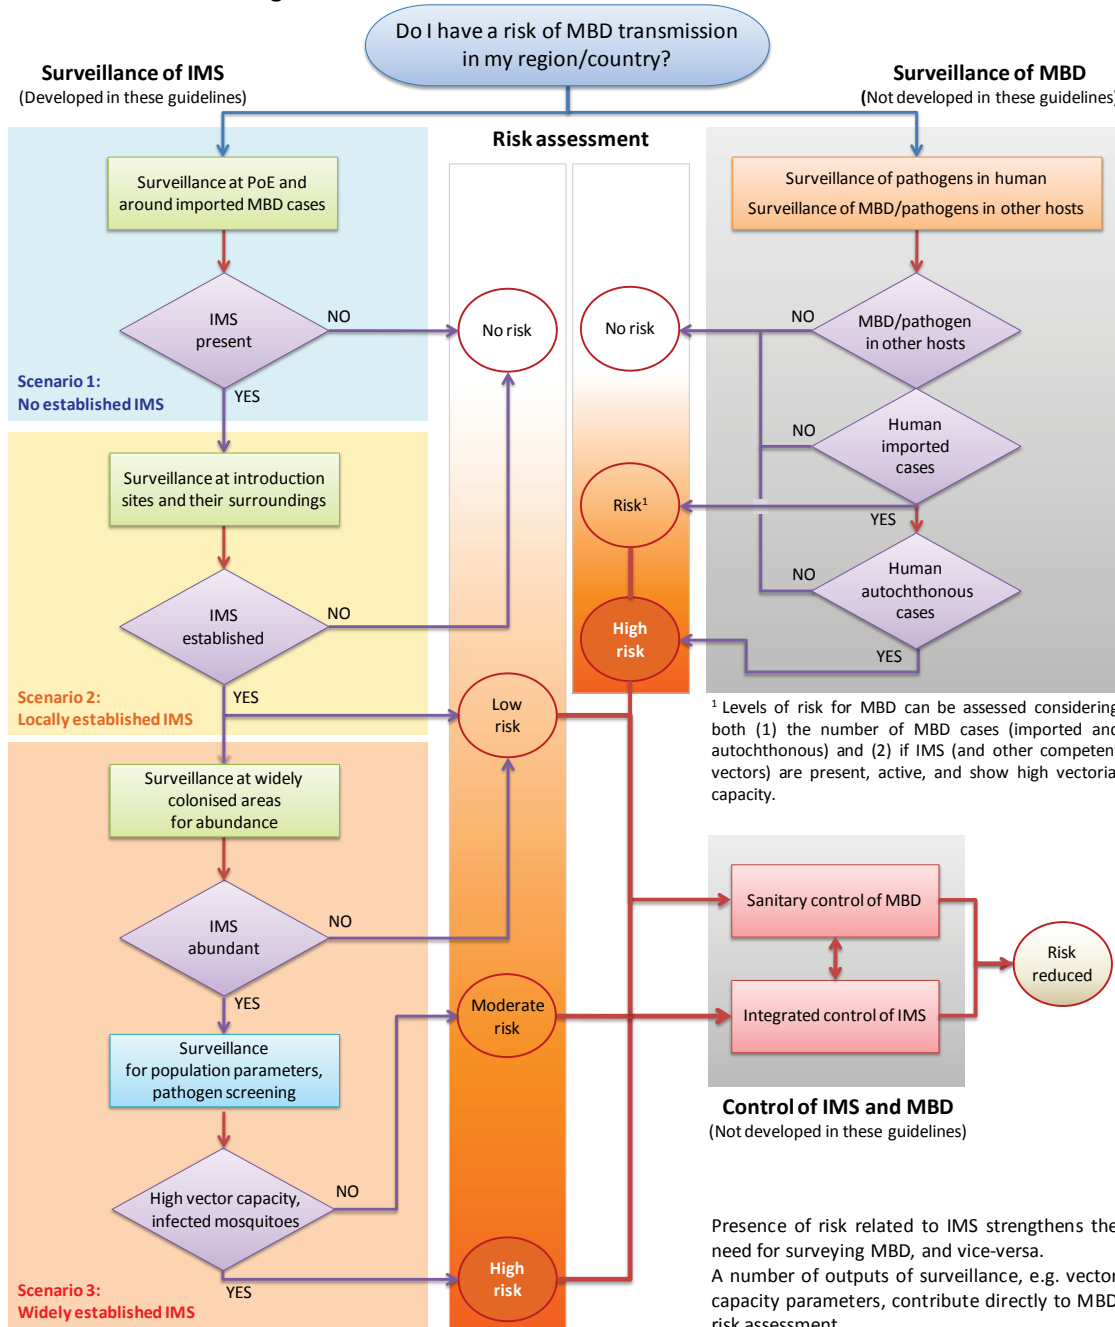 Do I have a risk of MBD transmission
in my region/country?
Surveillance of IMS
(Developed in these guidelines)
Surveillance of MBD
(Not developed in these guidelines)
Risk assessment
Surveillance at PoE and
around imported MBD cases
IMS
present
NO
YES
Scenario 1:
No established IMS
Surveillance at introduction
sites and their surroundings
IMS
established
NO
YES
Scenario 2:
Locally established IMS
Surveillance at widely
colonised areas
for abundance
IMS
abundant
NO
YES
Surveillance
for population parameters,
pathogen screening
High vector capacity,
infected mosquitoes
NO
YES
Scenario 3:
Widely established IMS
No risk
Low
risk
Moderate
risk
High
risk
No risk
Risk1
High
risk
Surveillance of pathogens in human
Surveillance of MBD/pathogens in other hosts
NO
MBD/pathogen
in other hosts
NO
Human
imported
cases
YES
NO
Human
autochthonous
cases
YES
1 Levels of risk for MBD can be assessed considering
both (1) the number of MBD cases (imported and
autochthonous) and (2) if IMS (and other competent
vectors) are present, active, and show high vectorial
capacity.
Sanitary control of MBD
Integrated control of IMS
Risk
reduced
Control of IMS and MBD
(Not developed in these guidelines)
Presence of risk related to IMS strengthens the
need for surveying MBD, and vice-versa.
A number of outputs of surveillance, e.g. vector
capacity parameters, contribute directly to MBD
risk assessment